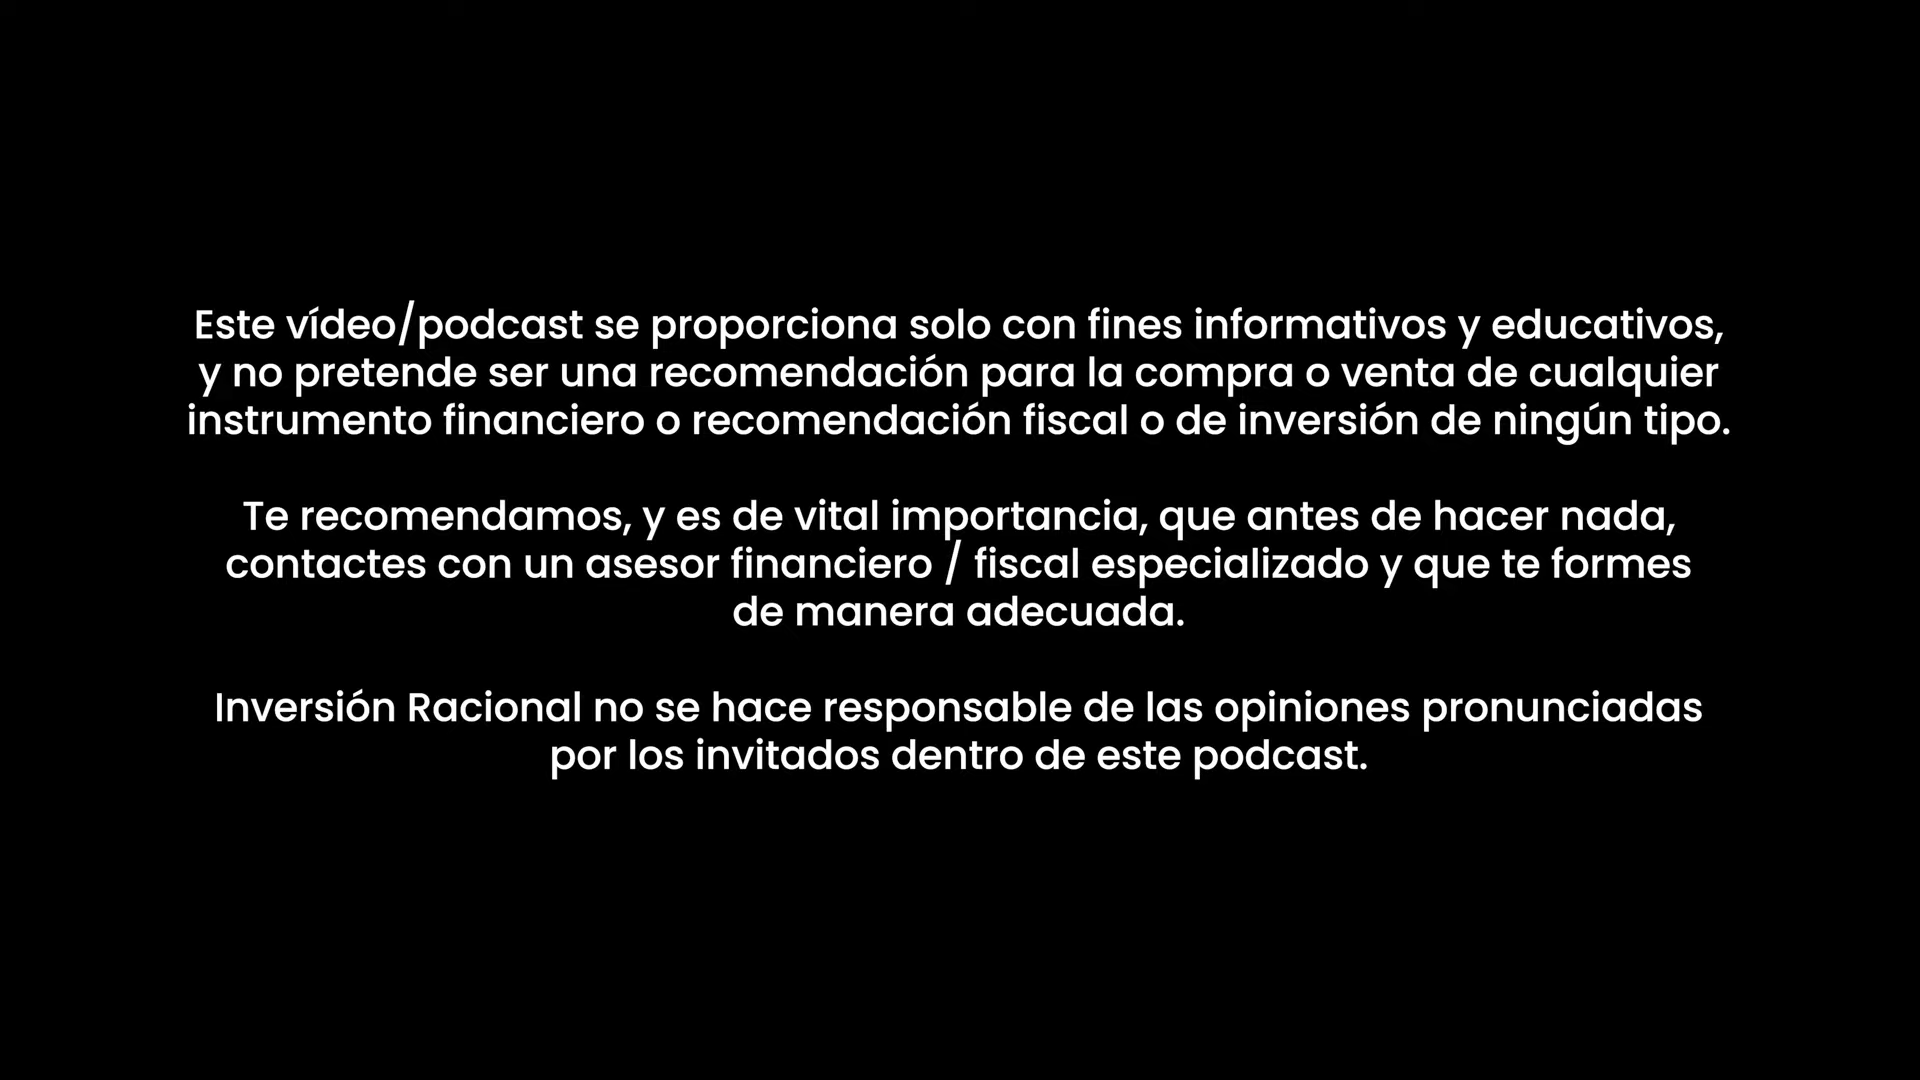 Este vídeo/podcast se proporciona solo con fines informativos y educativos,
y no pretende ser una recomendación para la compra o venta de cualquier
instrumento financiero o recomendación fiscal o de inversión de ningún tipo.
Te recomendamos, y es de vital importancia, que antes de hacer nada,
contactes con un asesor financiero / fiscal especializado y que te formes
de manera adecuada.
Inversión Racional no se hace responsable de las opiniones pronunciadas
por los invitados dentro de este podcast.